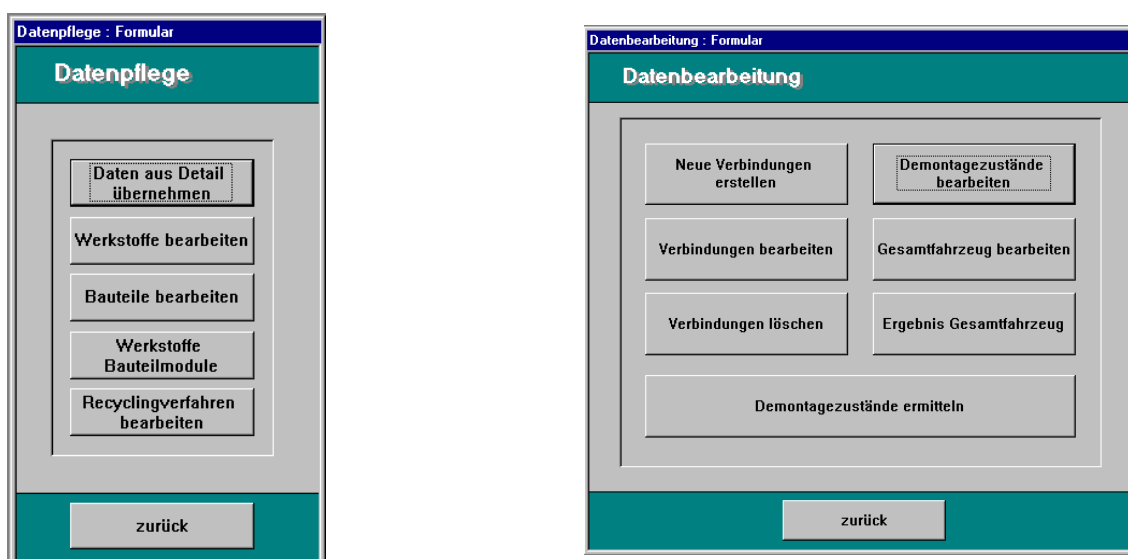 Datenpflege : Formular
Datenpflege
Daten aus Detail
übernehmen
Werkstoffe bearbeiten
Bauteile bearbeiten
Werkstoffe
Bauteilmodule
Recyclingverfahren
bearbeiten
zurück
Datenbearbeitung : Formular
Datenbearbeitung
Neue Verbindungen
erstellen
Demontagezustände
bearbeiten
Verbindungen bearbeiten
Gesamtfahrzeug bearbeiten
Verbindungen löschen
Ergebnis Gesamtfahrzeug
Demontagezustände ermitteln
zurück